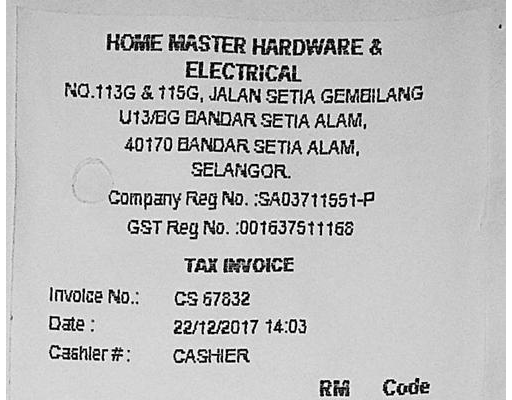 HOME MASTER HARDWARE &
ELECTRICAL
NO.113G & 115G, JALAN SETIA GEMBILANG
U13/BG BANDAR SETIA ALAM,
40170 BANDAR SETIA ALAM,
SELANGOR.
Company Reg No. :SA03711551-P
GST Reg No. :001637511168
TAX INVOICE
Invoice No.: CS 67832
Date : 22/12/2017 14:03
Cashier #: CASHIER
RM Code